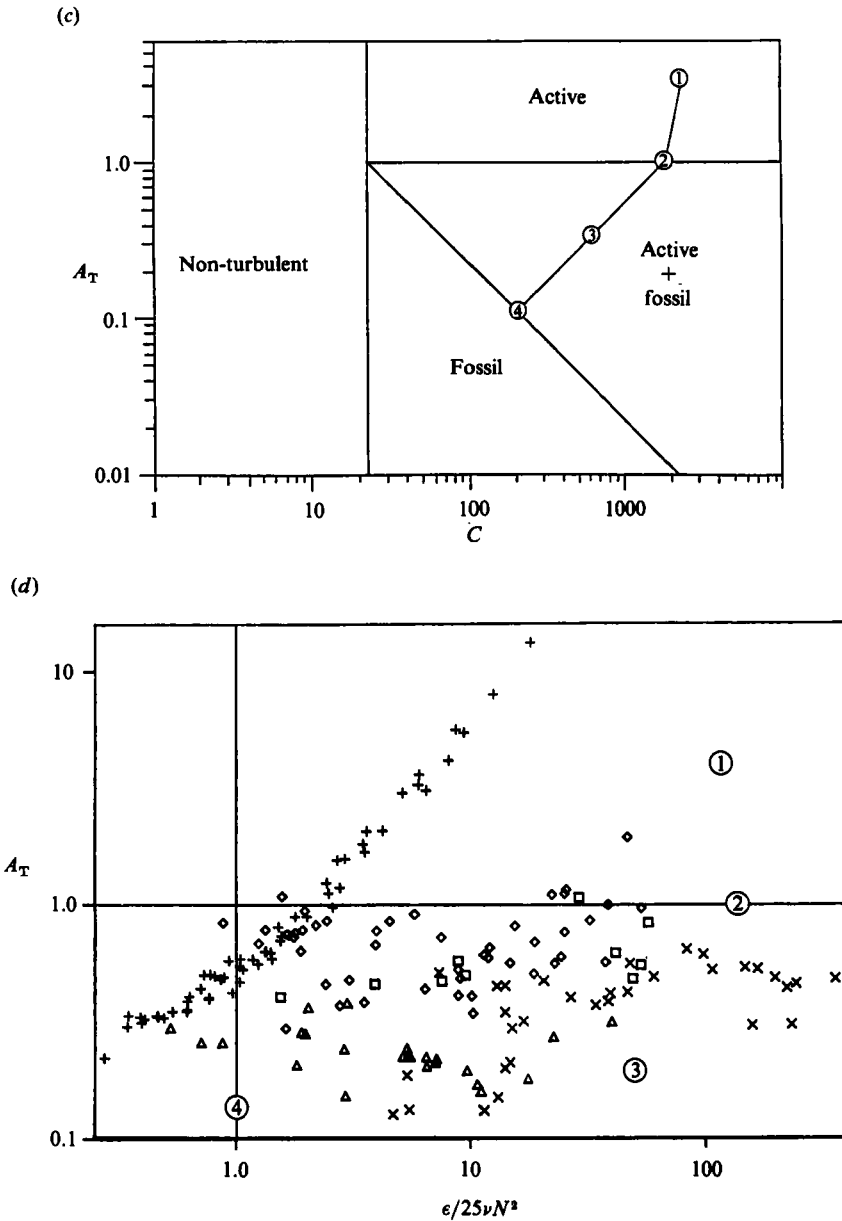 (c)
①
Active
1.0
②
③
Non-turbulent
Active
+
fossil
A_T
0.1
④
Fossil
0.01
1 10 100 1000
C
(d)
10
①
A_T
1.0
②
③
④
0.1
1.0 10 100
ϵ/25νN²